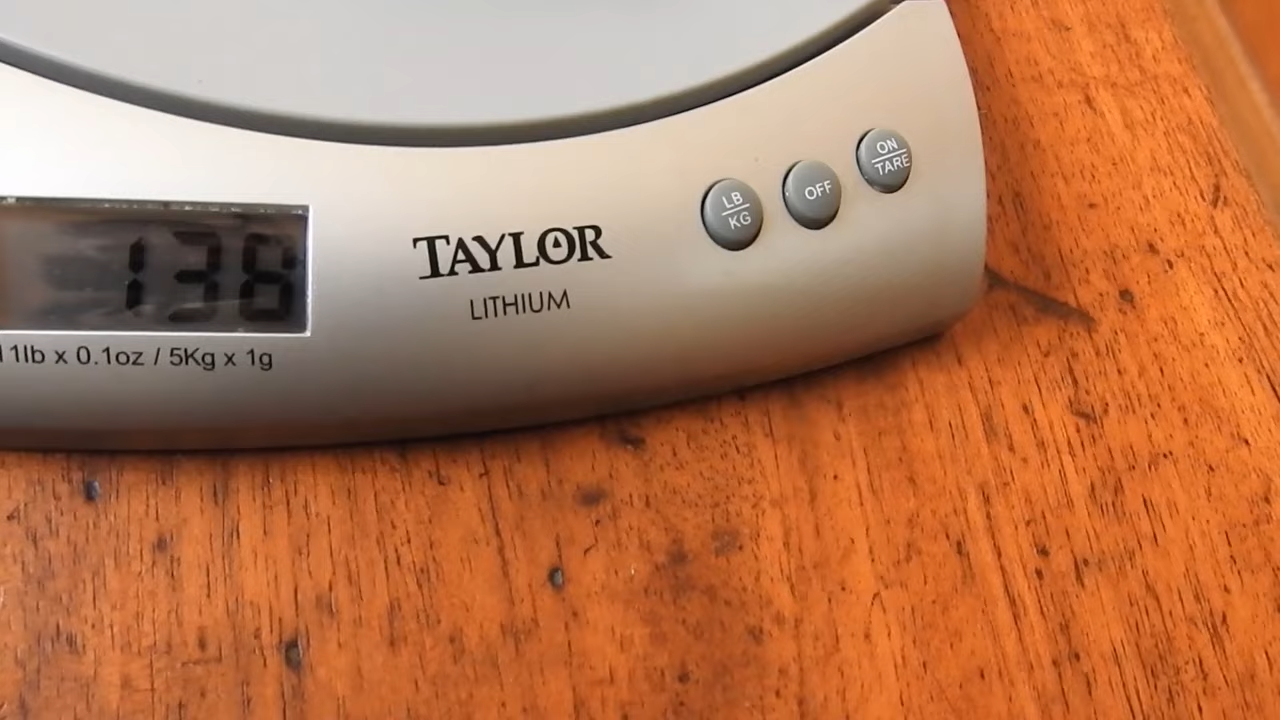 138
TAYLOR
LITHIUM
LB
KG
OFF
ON
TARE
11lb x 0.1oz / 5Kg x 1g